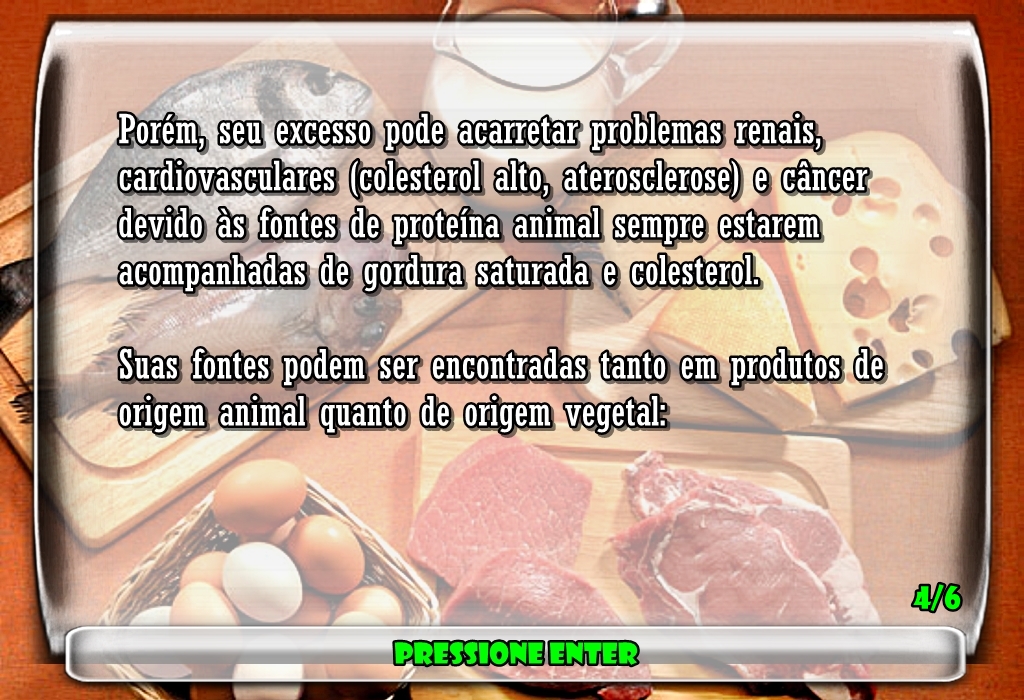 Porém, seu excesso pode acarretar problemas renais,
cardiovasculares (colesterol alto, aterosclerose) e câncer
devido às fontes de proteína animal sempre estarem
acompanhadas de gordura saturada e colesterol.
Suas fontes podem ser encontradas tanto em produtos de
origem animal quanto de origem vegetal:
4/6
PRESSIONE ENTER